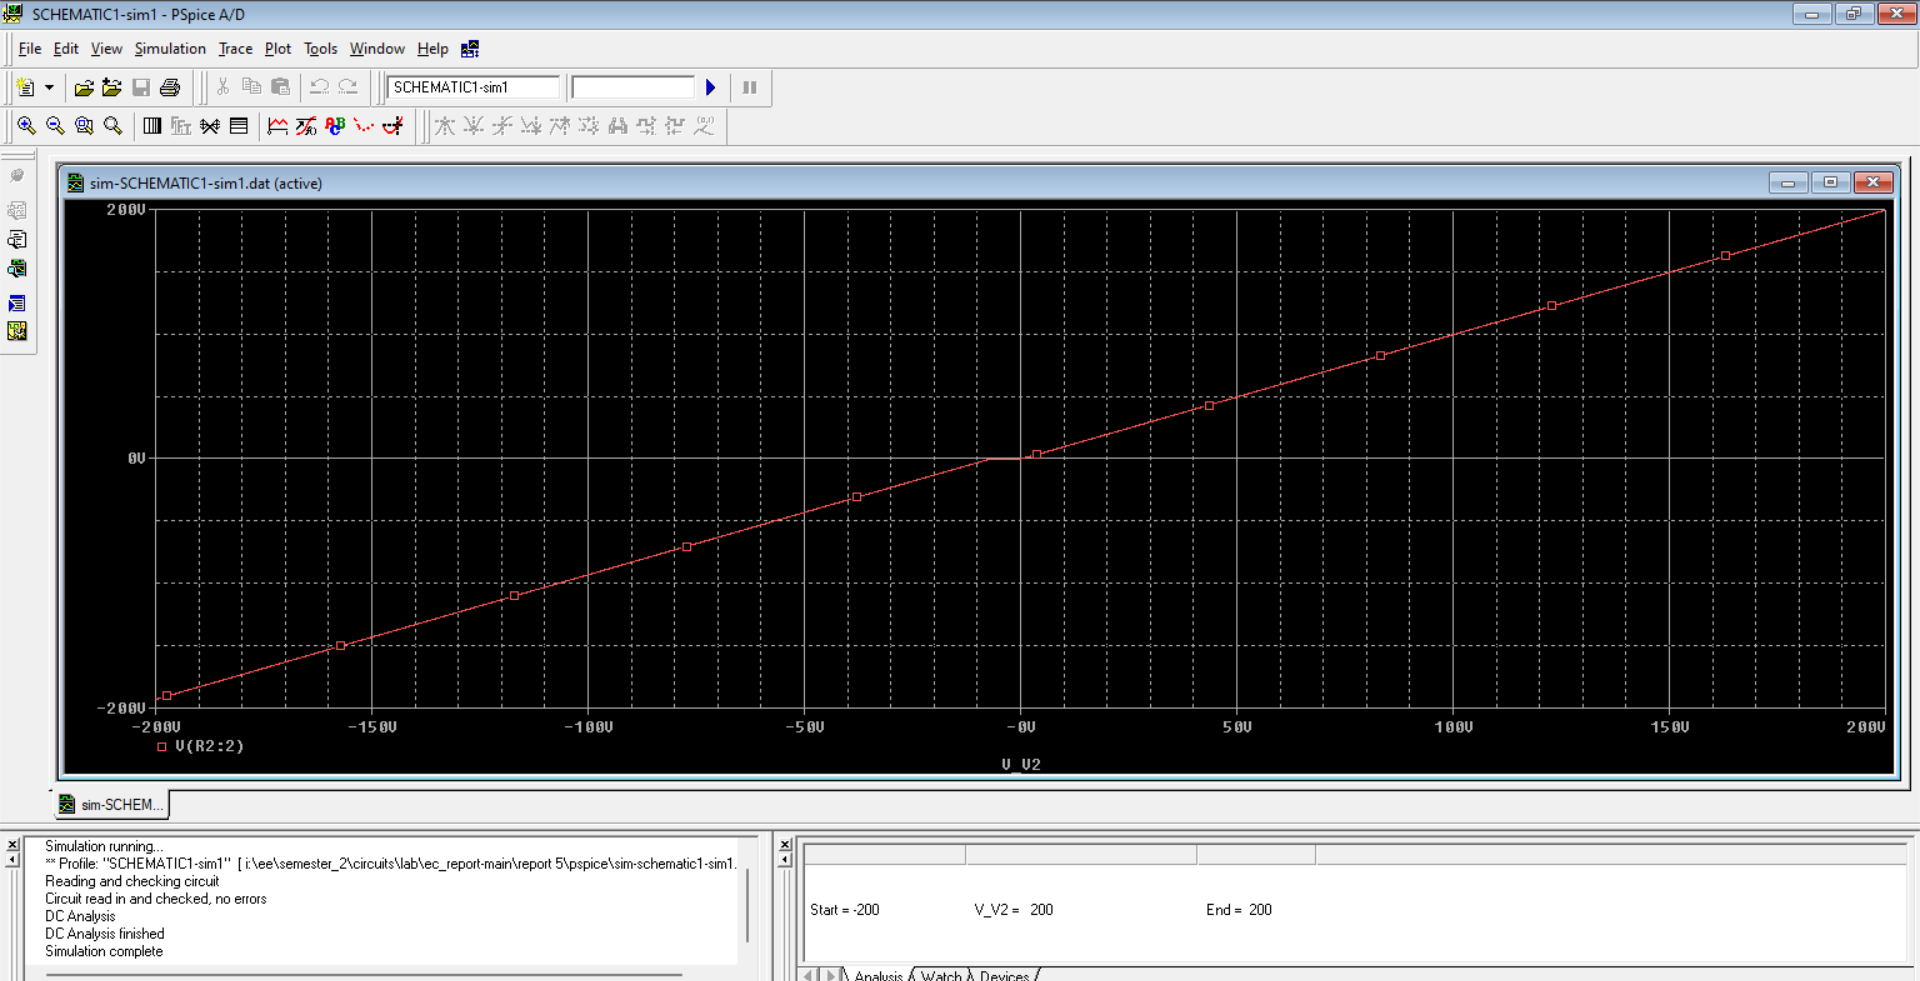 SCHEMATIC1-sim1 - PSpice A/D
File Edit View Simulation Trace Plot Tools Window Help
SCHEMATIC1-sim1
sim-SCHEMATIC1-sim1.dat (active)
200V
0V
-200V
-200V -150V -100V -50V -0V 50V 100V 150V 200V
V(R2:2)
V_V2
sim-SCHEM...
Simulation running...
** Profile: "SCHEMATIC1-sim1" [ i:\ee\semester_2\circuits\lab\ec_report-main\report 5\pspice\sim-schematic1-sim1.
Reading and checking circuit
Circuit read in and checked, no errors
DC Analysis
DC Analysis finished
Simulation complete
Start = -200 V_V2 = 200 End = 200
Analysis Watch Devices